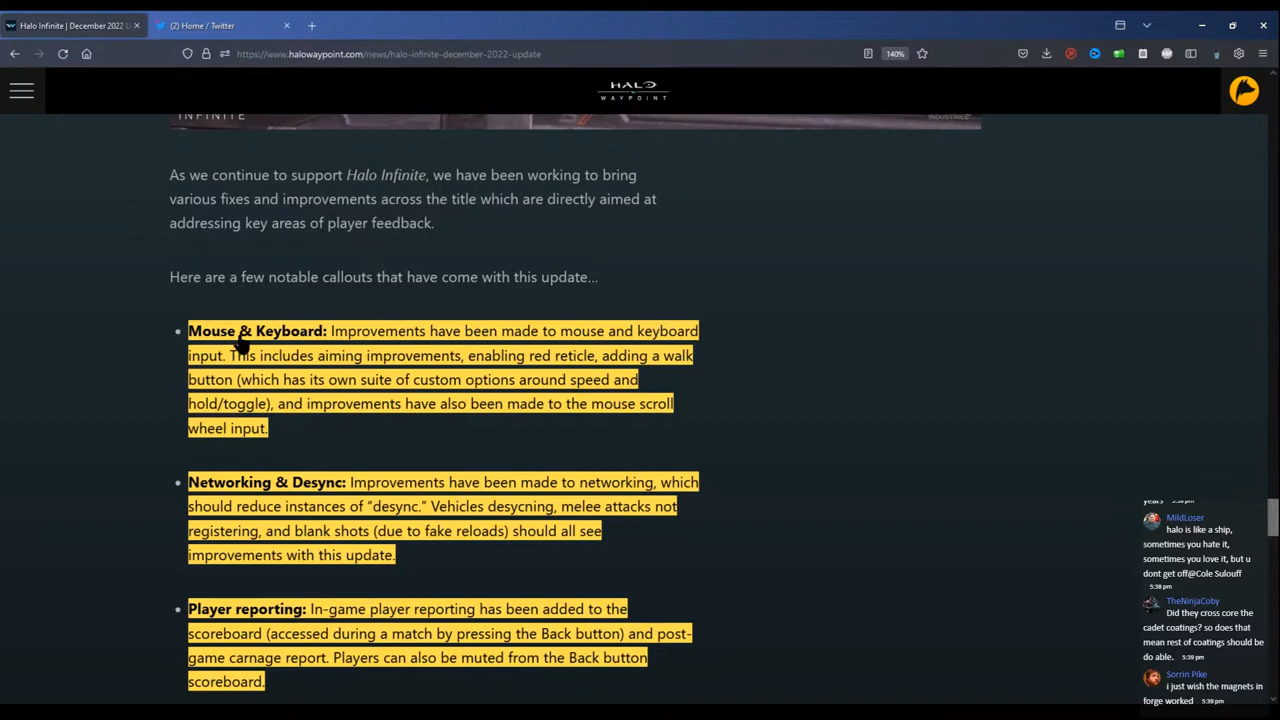 Halo Infinite | December 2022 U
(2) Home / Twitter
https://www.halowaypoint.com/news/halo-infinite-december-2022-update
140%
HALO
WAYPOINT
INFINITE
As we continue to support Halo Infinite, we have been working to bring
various fixes and improvements across the title which are directly aimed at
addressing key areas of player feedback.
Here are a few notable callouts that have come with this update…
Mouse & Keyboard: Improvements have been made to mouse and keyboard
input. This includes aiming improvements, enabling red reticle, adding a walk
button (which has its own suite of custom options around speed and
hold/toggle), and improvements have also been made to the mouse scroll
wheel input.
Networking & Desync: Improvements have been made to networking, which
should reduce instances of “desync.” Vehicles desycning, melee attacks not
registering, and blank shots (due to fake reloads) should all see
improvements with this update.
Player reporting: In-game player reporting has been added to the
scoreboard (accessed during a match by pressing the Back button) and post-
game carnage report. Players can also be muted from the Back button
scoreboard.
years 5:38 pm
MildLoser
halo is like a ship,
sometimes you hate it,
sometimes you love it, but u
dont get off@Cole Sulouff
5:38 pm
TheNinjaCoby
Did they cross core the
cadet coatings? so does that
mean rest of coatings should be
do able. 5:39 pm
Sorrin Pike
i just wish the magnets in
forge worked 5:39 pm